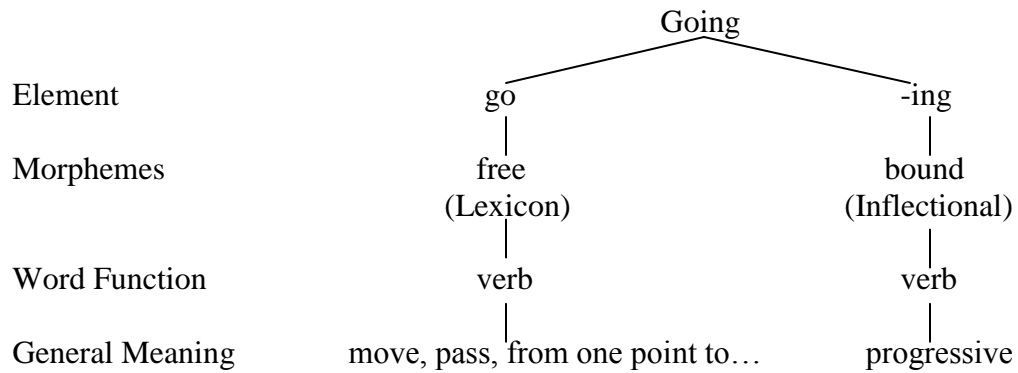 Going
Element go -ing
Morphemes free bound
(Lexicon) (Inflectional)
Word Function verb verb
General Meaning move, pass, from one point to… progressive